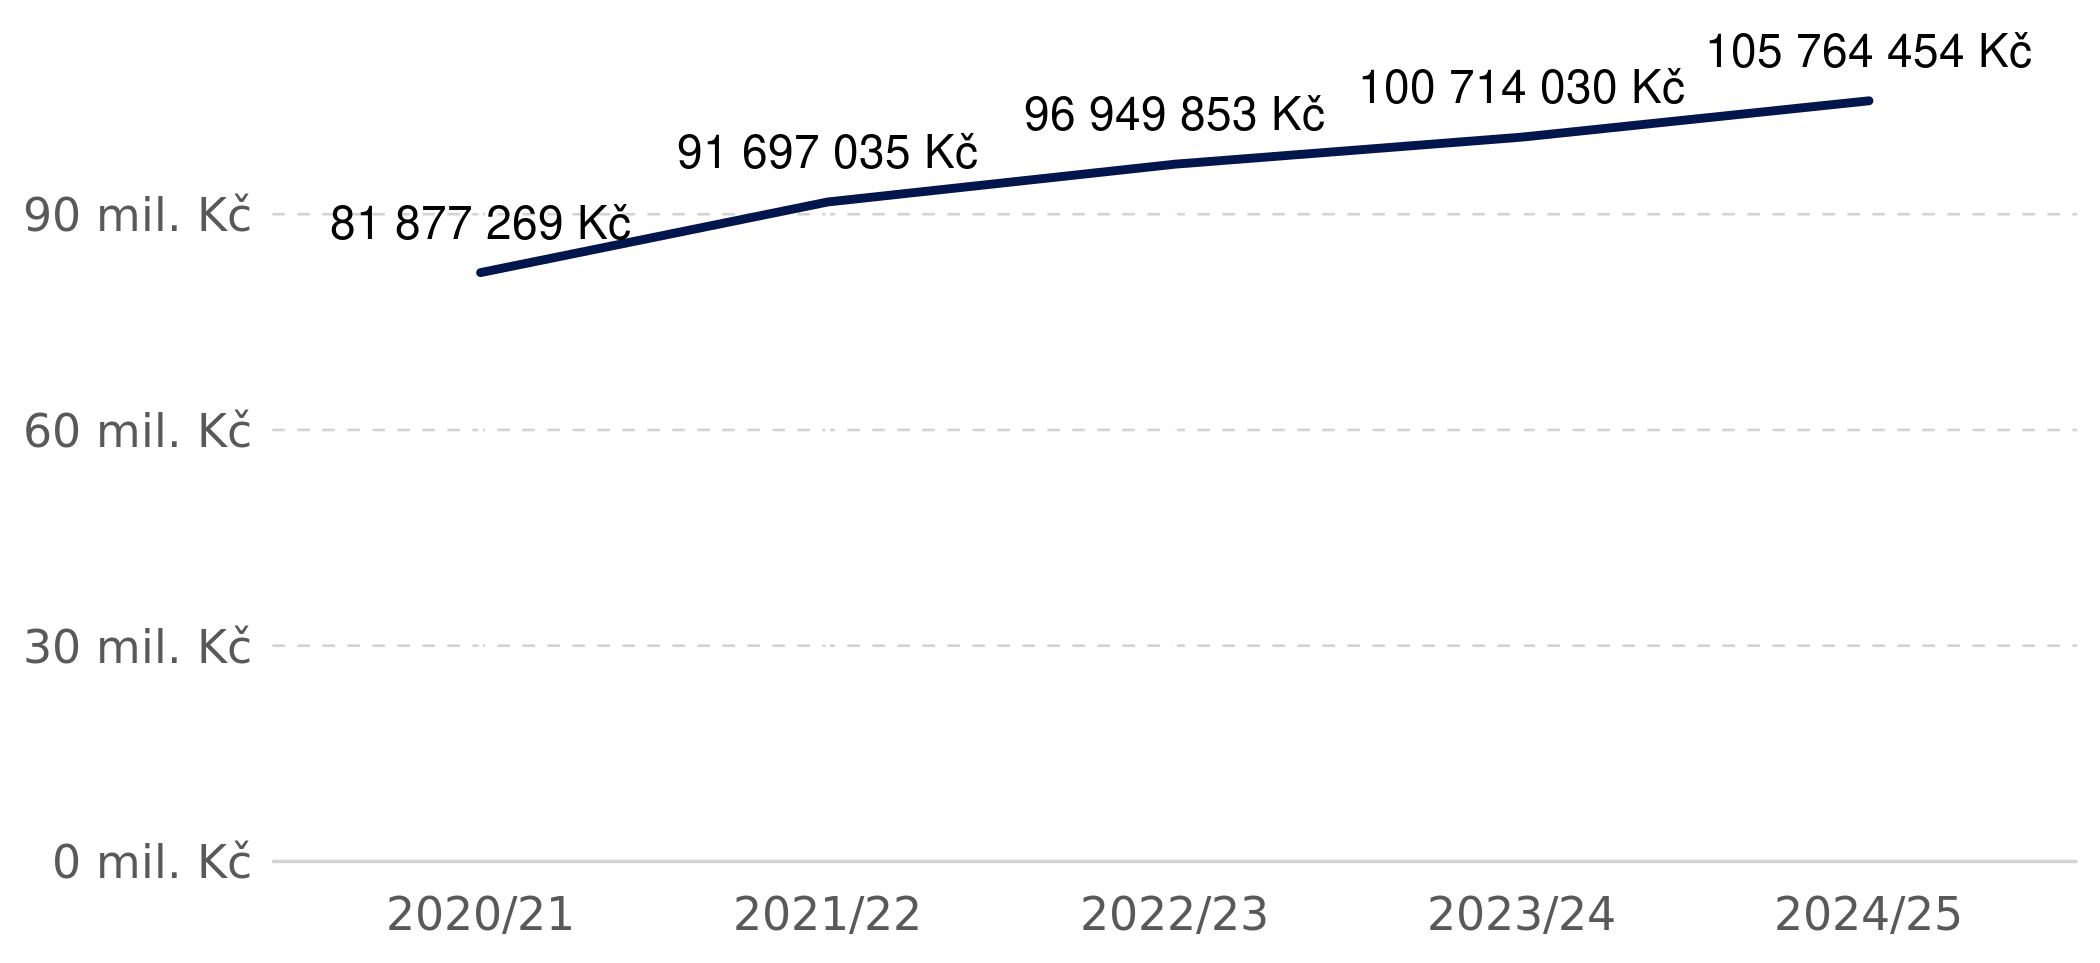 105 764 454 Kč
100 714 030 Kč
96 949 853 Kč
91 697 035 Kč
81 877 269 Kč
90 mil. Kč
60 mil. Kč
30 mil. Kč
0 mil. Kč
2020/21 2021/22 2022/23 2023/24 2024/25